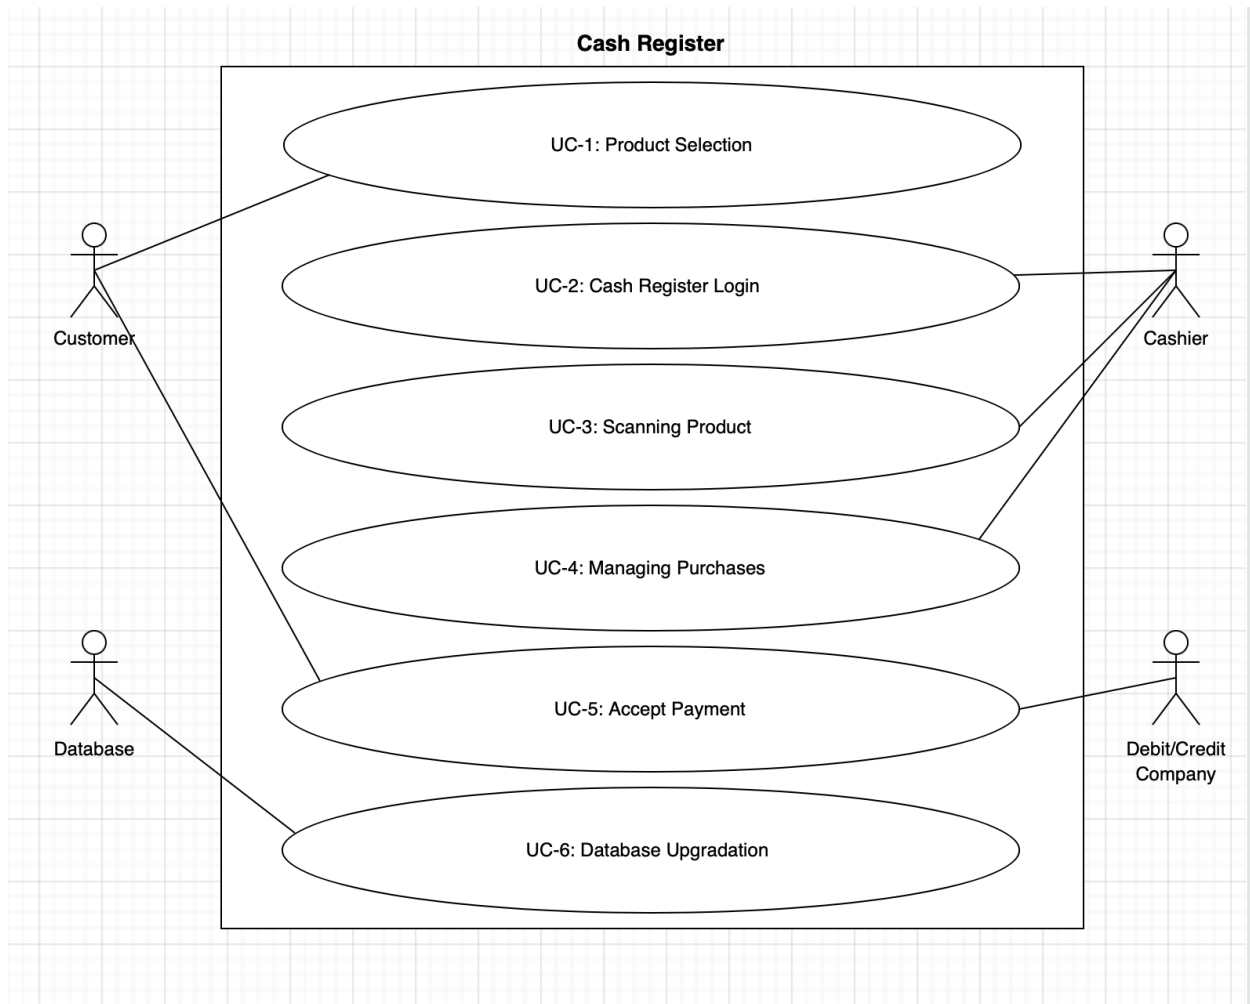 Cash Register
UC-1: Product Selection
UC-2: Cash Register Login
Customer
Cashier
UC-3: Scanning Product
UC-4: Managing Purchases
UC-5: Accept Payment
Database
Debit/Credit
Company
UC-6: Database Upgradation